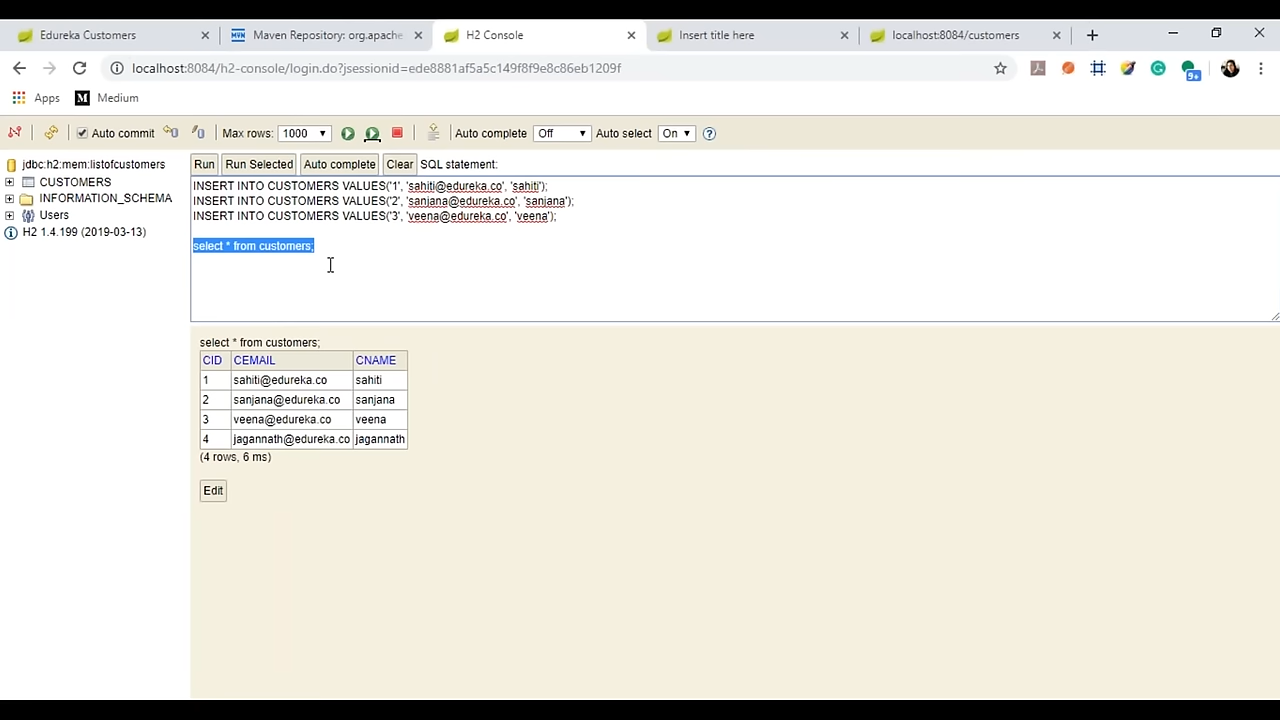 Edureka Customers
Maven Repository: org.apache
H2 Console
Insert title here
localhost:8084/customers
localhost:8084/h2-console/login.do?jsessionid=ede8881af5a5c149f8f9e8c86eb1209f
9+
Apps
M Medium
Auto commit
Max rows: 1000
Auto complete Off
Auto select On
jdbc:h2:mem:listofcustomers
CUSTOMERS
INFORMATION_SCHEMA
Users
H2 1.4.199 (2019-03-13)
Run Run Selected Auto complete Clear SQL statement:
INSERT INTO CUSTOMERS VALUES('1', 'sahiti@edureka.co', 'sahiti');
INSERT INTO CUSTOMERS VALUES('2', 'sanjana@edureka.co', 'sanjana');
INSERT INTO CUSTOMERS VALUES('3', 'veena@edureka.co', 'veena');
select * from customers;
select * from customers;
CID CEMAIL CNAME
1 sahiti@edureka.co sahiti
2 sanjana@edureka.co sanjana
3 veena@edureka.co veena
4 jagannath@edureka.co jagannath
(4 rows, 6 ms)
Edit